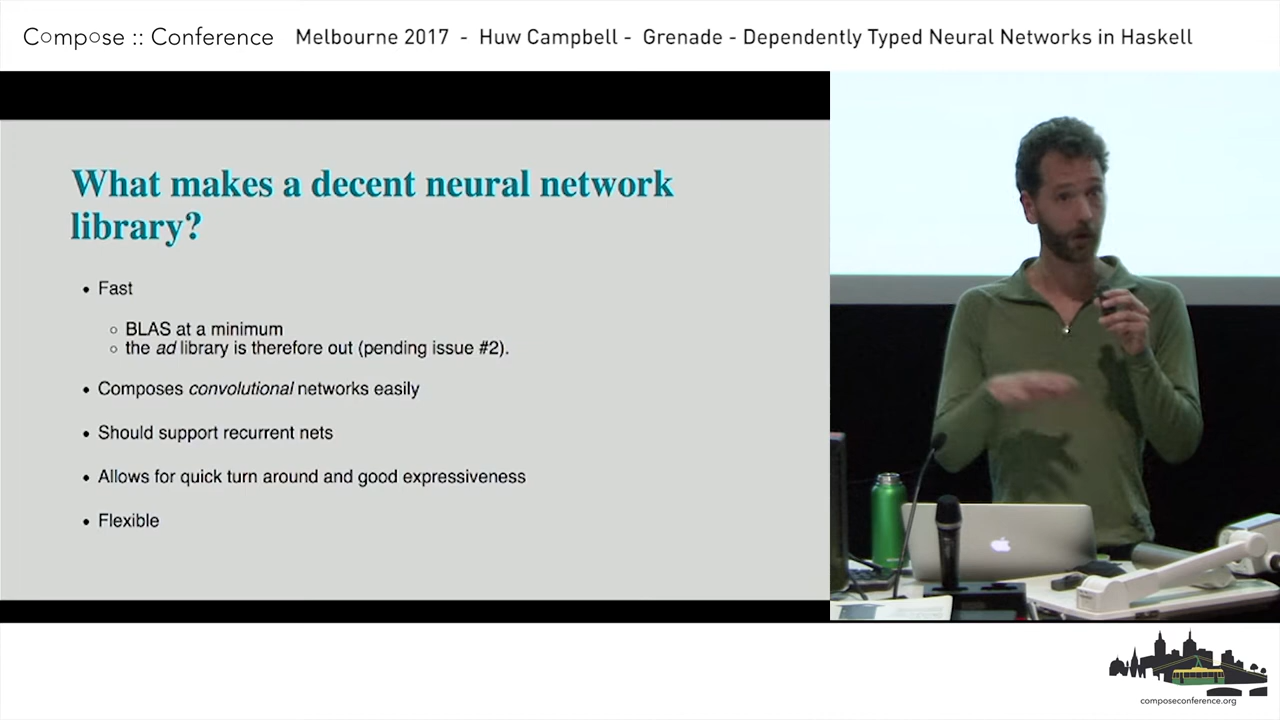 Compose :: Conference Melbourne 2017 - Huw Campbell - Grenade - Dependently Typed Neural Networks in Haskell
What makes a decent neural network
library?
• Fast
○ BLAS at a minimum
○ the ad library is therefore out (pending issue #2).
• Composes convolutional networks easily
• Should support recurrent nets
• Allows for quick turn around and good expressiveness
• Flexible
composeconference.org